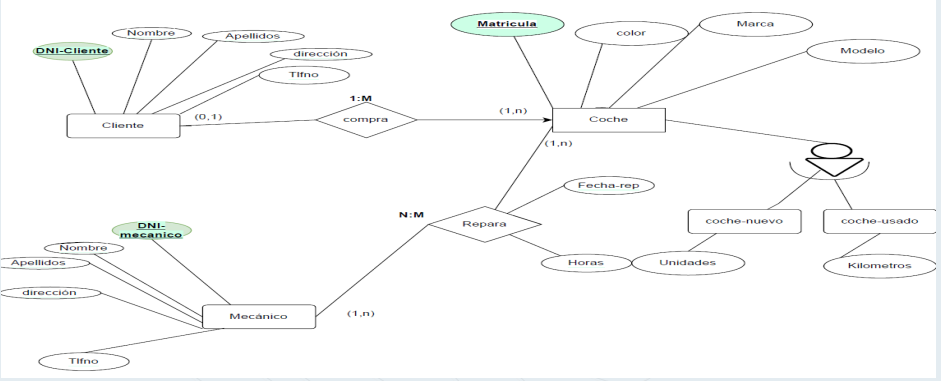 Matricula
Marca
Nombre
Apellidos
color
DNI-Cliente
dirección
Modelo
Tlfno
1:M
(0,1)
(1,n)
Cliente
compra
Coche
(1,n)
Fecha-rep
N:M
coche-nuevo
coche-usado
DNI-
mecanico
Repara
Nombre
Apellidos
Horas
Unidades
Kilometros
dirección
Mecánico
(1,n)
Tlfno